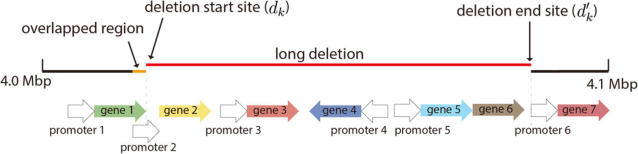 deletion start site (dₖ)
deletion end site (d′ₖ)
overlapped region
long deletion
4.0 Mbp
4.1 Mbp
gene 1
gene 2
gene 3
gene 4
gene 5
gene 6
gene 7
promoter 1
promoter 2
promoter 3
promoter 4
promoter 5
promoter 6